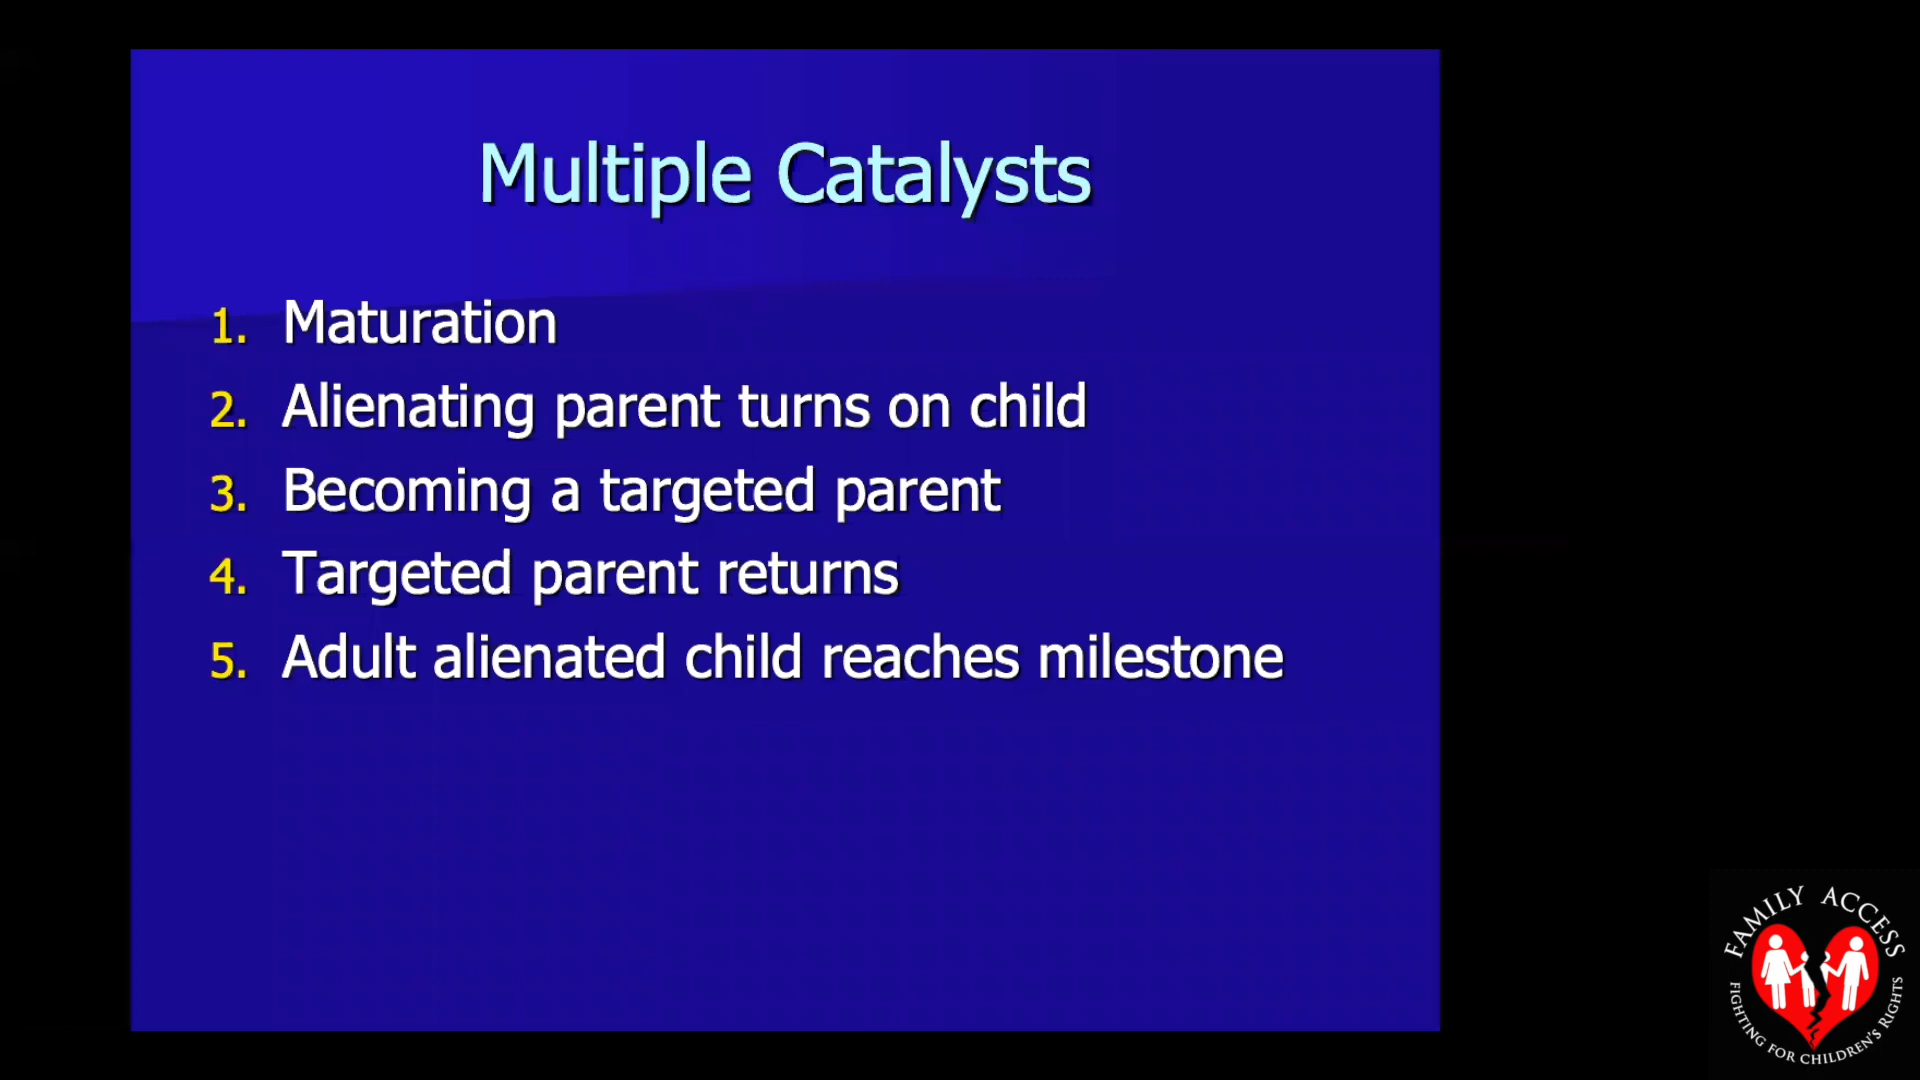 Multiple Catalysts
1. Maturation
2. Alienating parent turns on child
3. Becoming a targeted parent
4. Targeted parent returns
5. Adult alienated child reaches milestone
FAMILY ACCESS
FIGHTING FOR CHILDREN'S RIGHTS